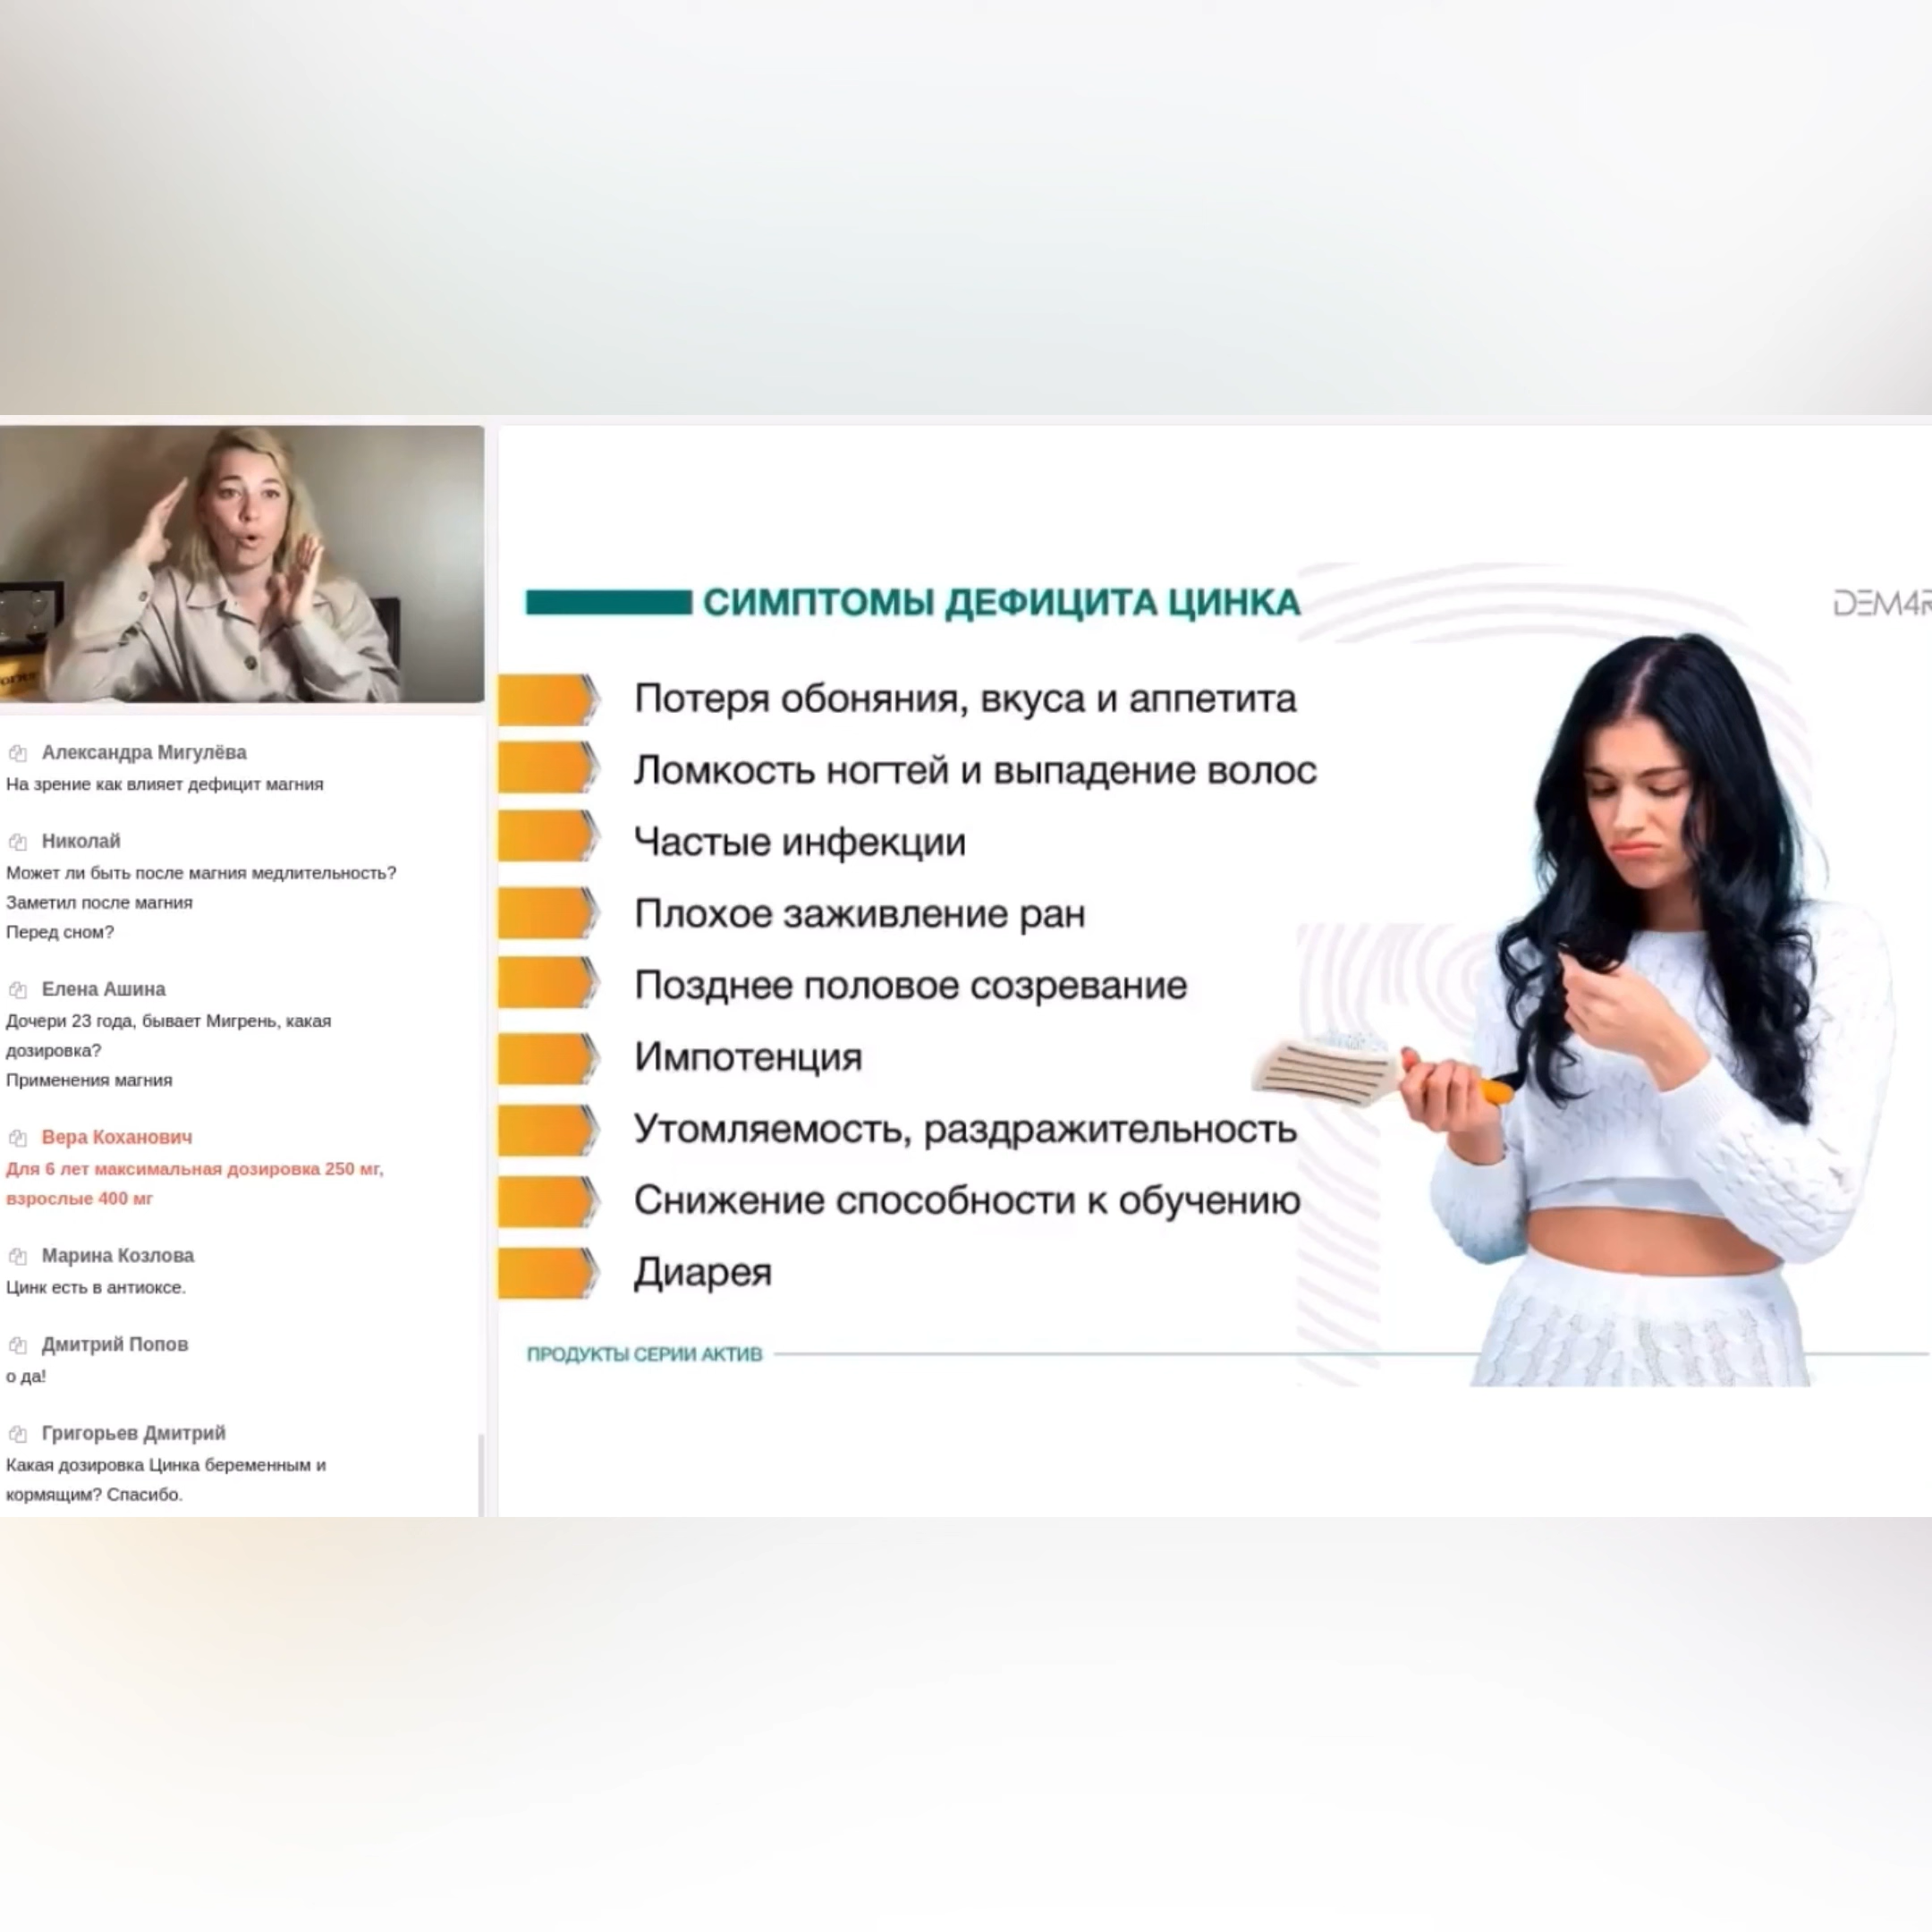 Александра Мигулёва
На зрение как влияет дефицит магния
Николай
Может ли быть после магния медлительность?
Заметил после магния
Перед сном?
Елена Ашина
Дочери 23 года, бывает Мигрень, какая
дозировка?
Применения магния
Вера Коханович
Для 6 лет максимальная дозировка 250 мг,
взрослые 400 мг
Марина Козлова
Цинк есть в антиоксе.
Дмитрий Попов
о да!
Григорьев Дмитрий
Какая дозировка Цинка беременным и
кормящим? Спасибо.
СИМПТОМЫ ДЕФИЦИТА ЦИНКА
Потеря обоняния, вкуса и аппетита
Ломкость ногтей и выпадение волос
Частые инфекции
Плохое заживление ран
Позднее половое созревание
Импотенция
Утомляемость, раздражительность
Снижение способности к обучению
Диарея
ПРОДУКТЫ СЕРИИ АКТИВ